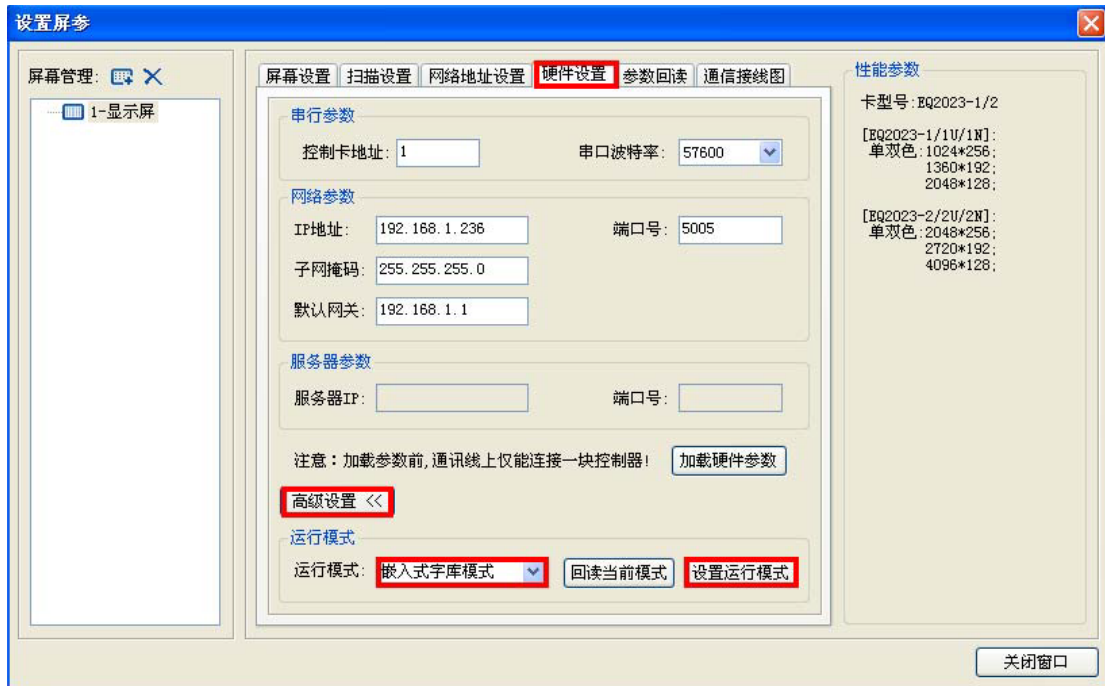 设置屏参
屏幕管理:
1-显示屏
屏幕设置 扫描设置 网络地址设置 硬件设置 参数回读 通信接线图
串行参数
控制卡地址: 1 串口波特率: 57600
网络参数
IP地址: 192.168.1.236 端口号: 5005
子网掩码: 255.255.255.0
默认网关: 192.168.1.1
服务器参数
服务器IP: 端口号:
注意：加载参数前,通讯线上仅能连接一块控制器! 加载硬件参数
高级设置 <<
运行模式
运行模式: 嵌入式字库模式 回读当前模式 设置运行模式
性能参数
卡型号:EQ2023-1/2
[EQ2023-1/1U/1N]:
单双色:1024*256;
1360*192;
2048*128;
[EQ2023-2/2U/2N]:
单双色:2048*256;
2720*192;
4096*128;
关闭窗口